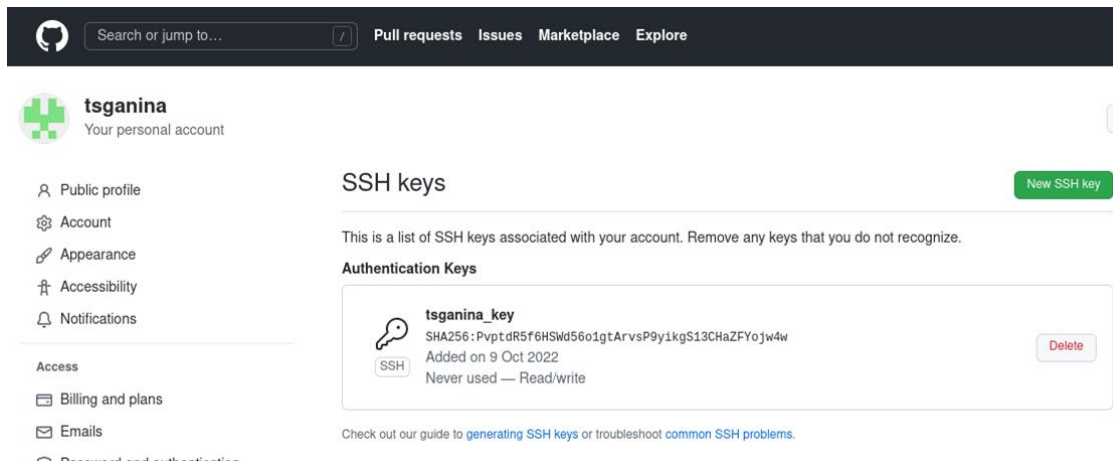 Search or jump to…
/
Pull requests Issues Marketplace Explore
tsganina
Your personal account
Public profile
Account
Appearance
Accessibility
Notifications
Access
Billing and plans
Emails
Password and authentication
SSH keys
New SSH key
This is a list of SSH keys associated with your account. Remove any keys that you do not recognize.
Authentication Keys
tsganina_key
SHA256:PvptdR5f6HSWd56o1gtArvsP9yikgS13CHaZFYojw4w
Added on 9 Oct 2022
Never used — Read/write
SSH
Delete
Check out our guide to generating SSH keys or troubleshoot common SSH problems.